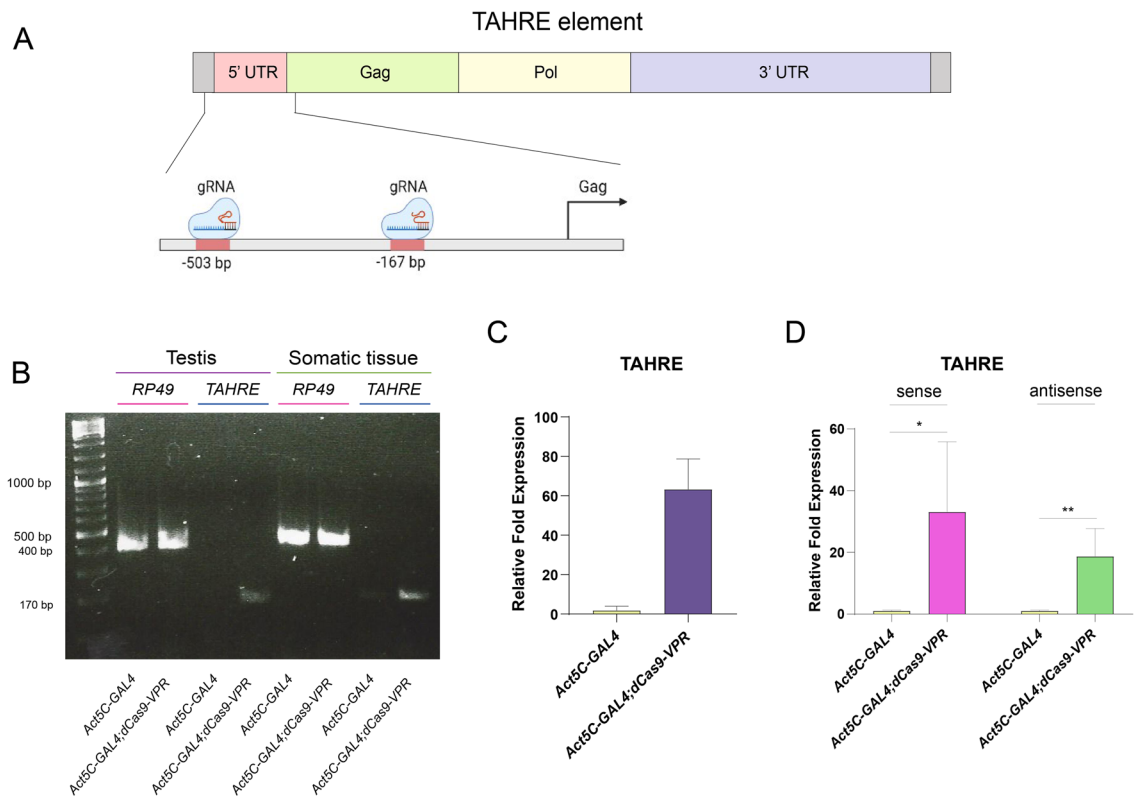 TAHRE element
A
5' UTR Gag Pol 3' UTR
gRNA gRNA Gag
-503 bp -167 bp
B
Testis Somatic tissue
RP49 TAHRE RP49 TAHRE
1000 bp
500 bp
400 bp
170 bp
Act5C-GAL4
Act5C-GAL4;dCas9-VPR
Act5C-GAL4
Act5C-GAL4;dCas9-VPR
Act5C-GAL4
Act5C-GAL4;dCas9-VPR
Act5C-GAL4
Act5C-GAL4;dCas9-VPR
C
TAHRE
Relative Fold Expression
100
80
60
40
20
0
Act5C-GAL4
Act5C-GAL4;dCas9-VPR
D
TAHRE
sense antisense
* **
Relative Fold Expression
60
40
20
0
Act5C-GAL4
Act5C-GAL4;dCas9-VPR
Act5C-GAL4
Act5C-GAL4;dCas9-VPR